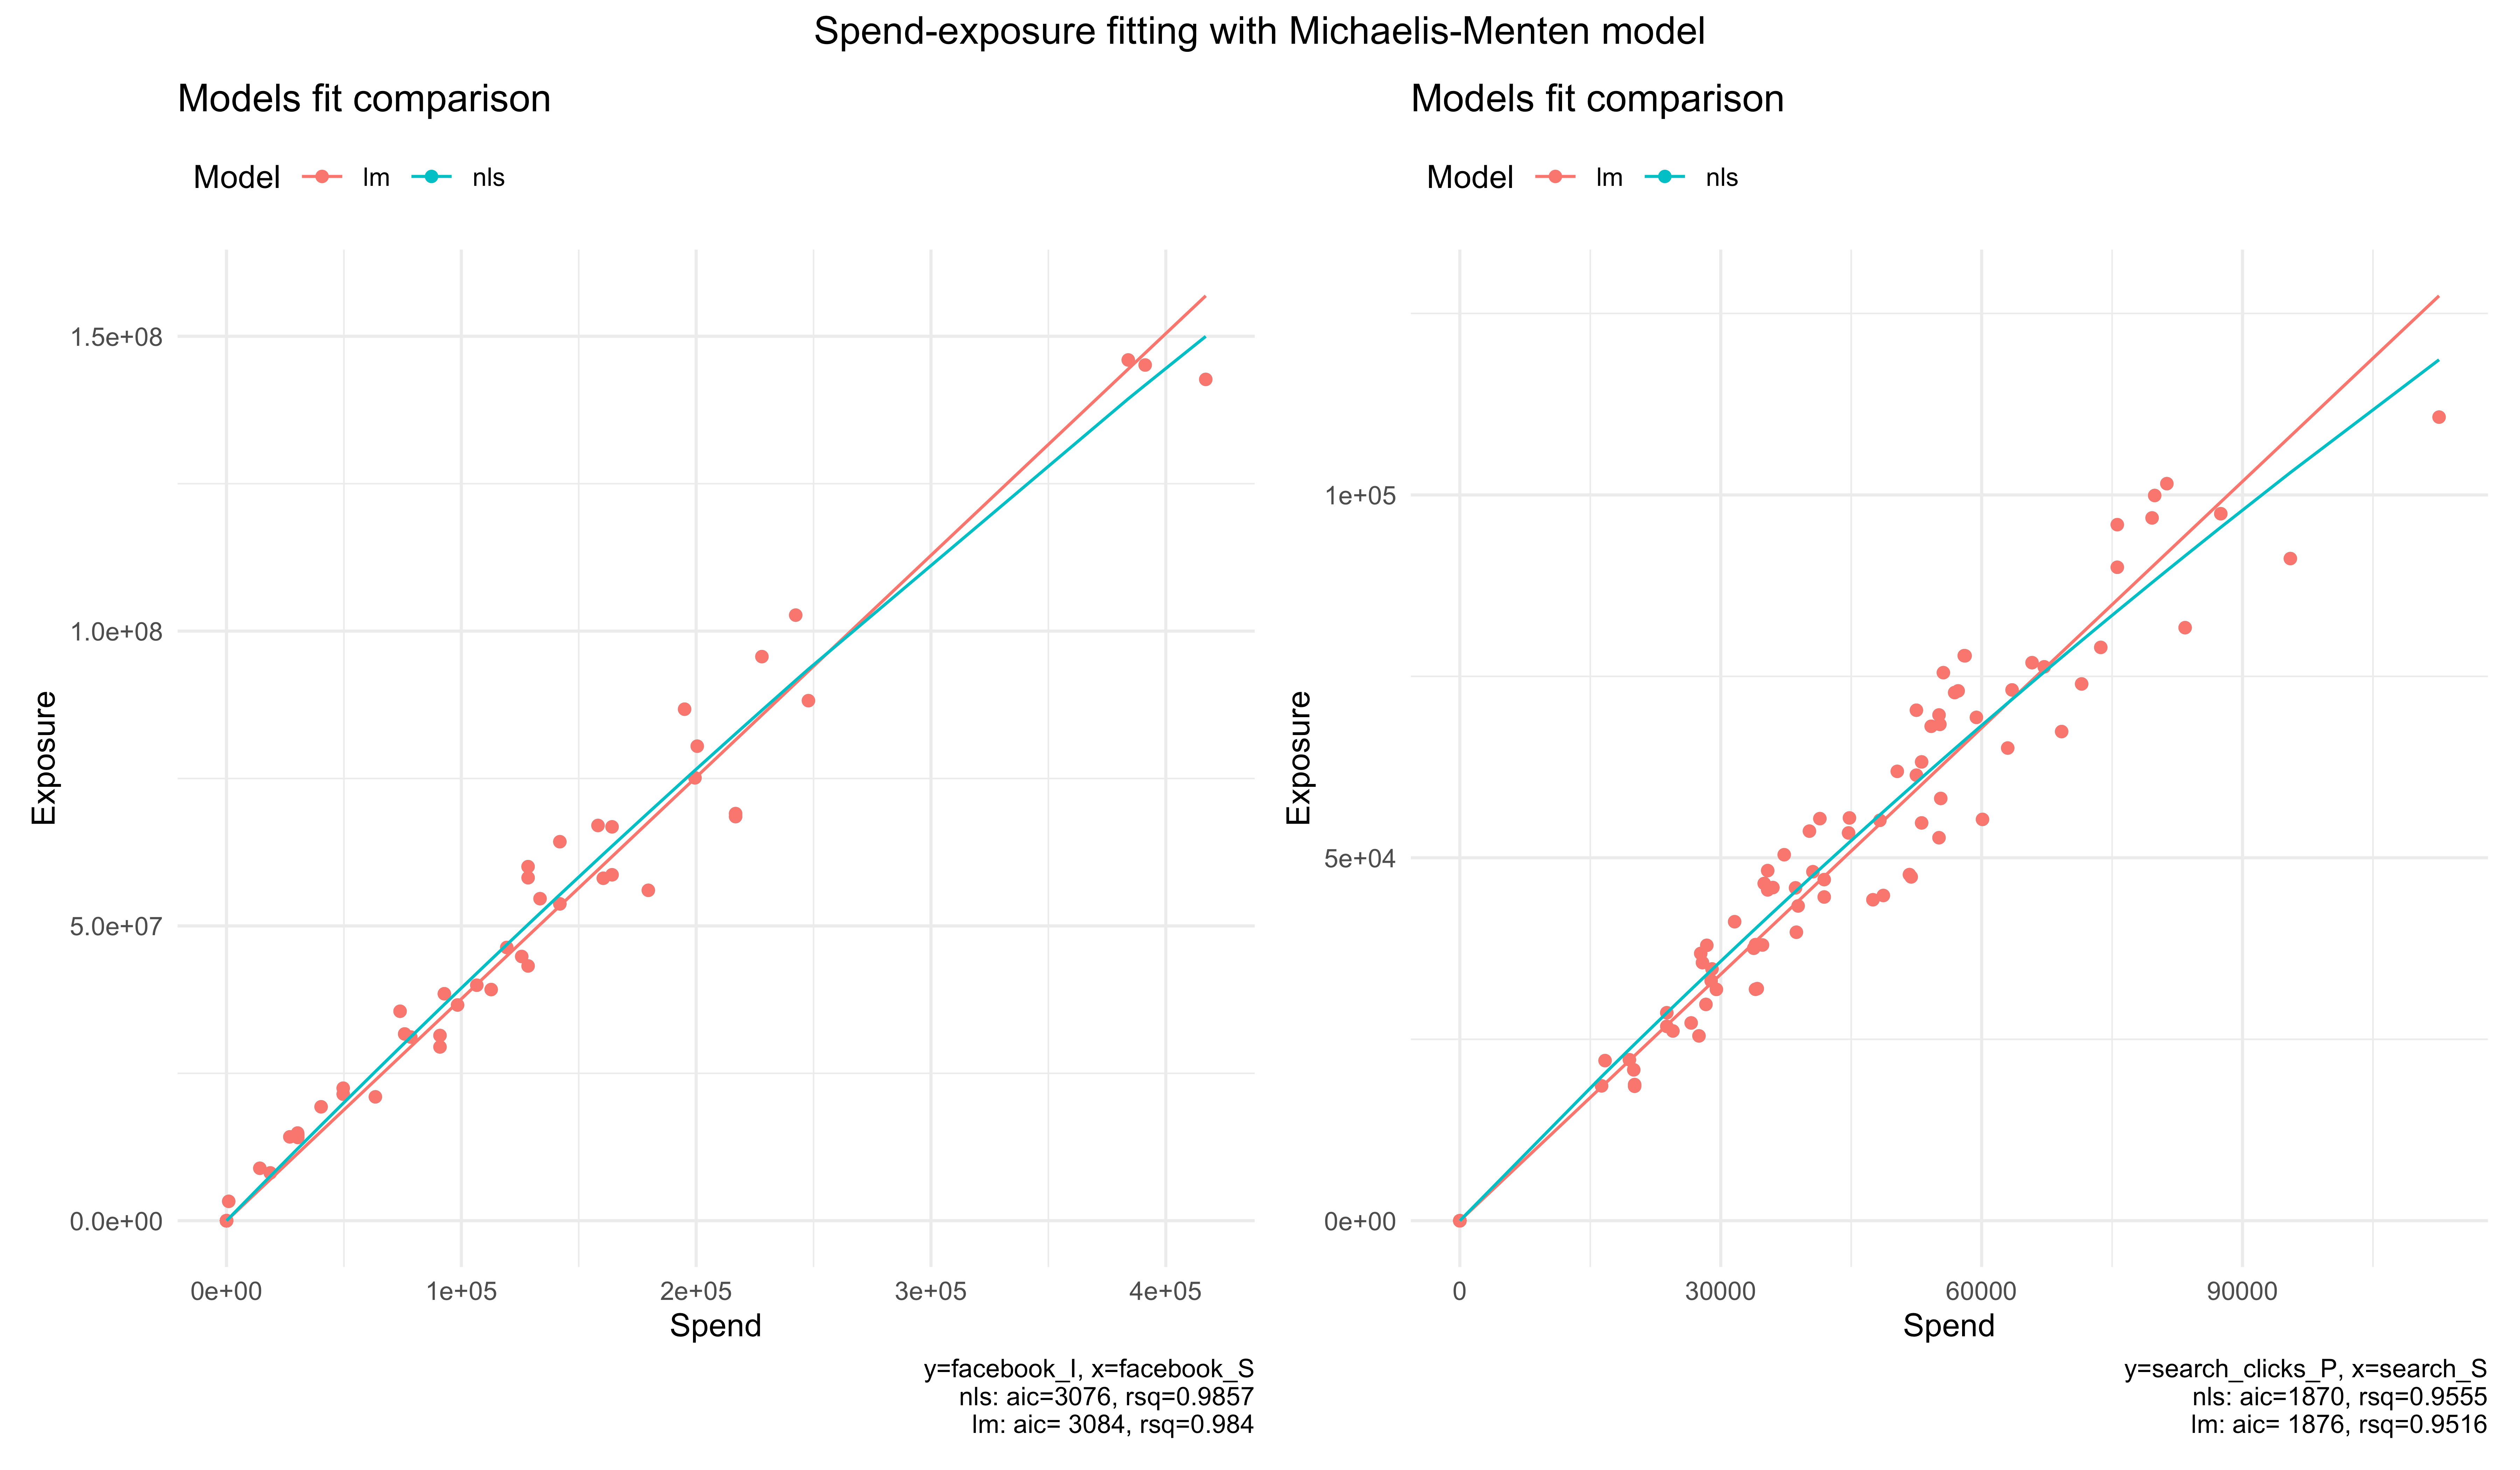 Spend-exposure fitting with Michaelis-Menten model
Models fit comparison
Model lm nls
1.5e+08
1.0e+08
5.0e+07
0.0e+00
Exposure
0e+00 1e+05 2e+05 3e+05 4e+05
Spend
y=facebook_I, x=facebook_S
nls: aic=3076, rsq=0.9857
lm: aic= 3084, rsq=0.984
Models fit comparison
Model lm nls
1e+05
5e+04
0e+00
Exposure
0 30000 60000 90000
Spend
y=search_clicks_P, x=search_S
nls: aic=1870, rsq=0.9555
lm: aic= 1876, rsq=0.9516